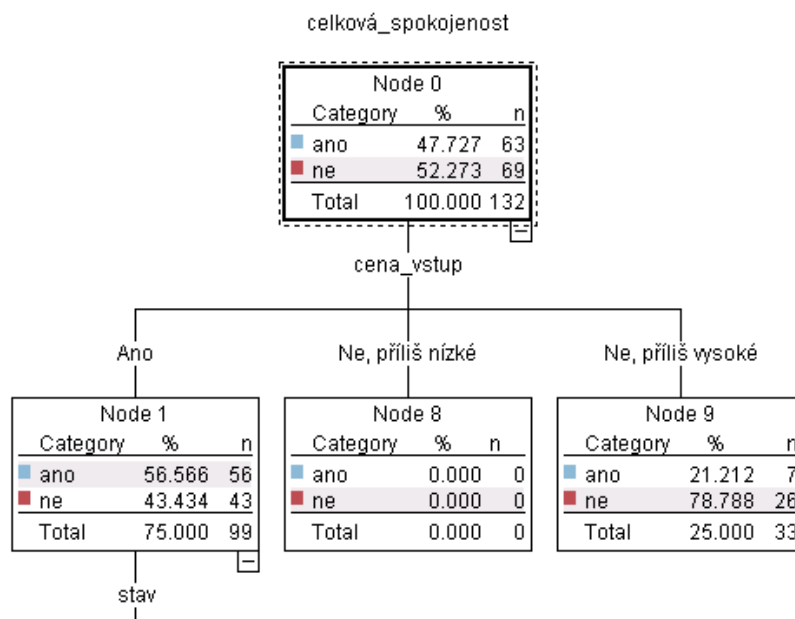 celková_spokojenost
Node 0
Category % n
ano 47.727 63
ne 52.273 69
Total 100.000 132
cena_vstup
Ano
Ne, příliš nízké
Ne, příliš vysoké
Node 1
Category % n
ano 56.566 56
ne 43.434 43
Total 75.000 99
Node 8
Category % n
ano 0.000 0
ne 0.000 0
Total 0.000 0
Node 9
Category % n
ano 21.212 7
ne 78.788 26
Total 25.000 33
stav